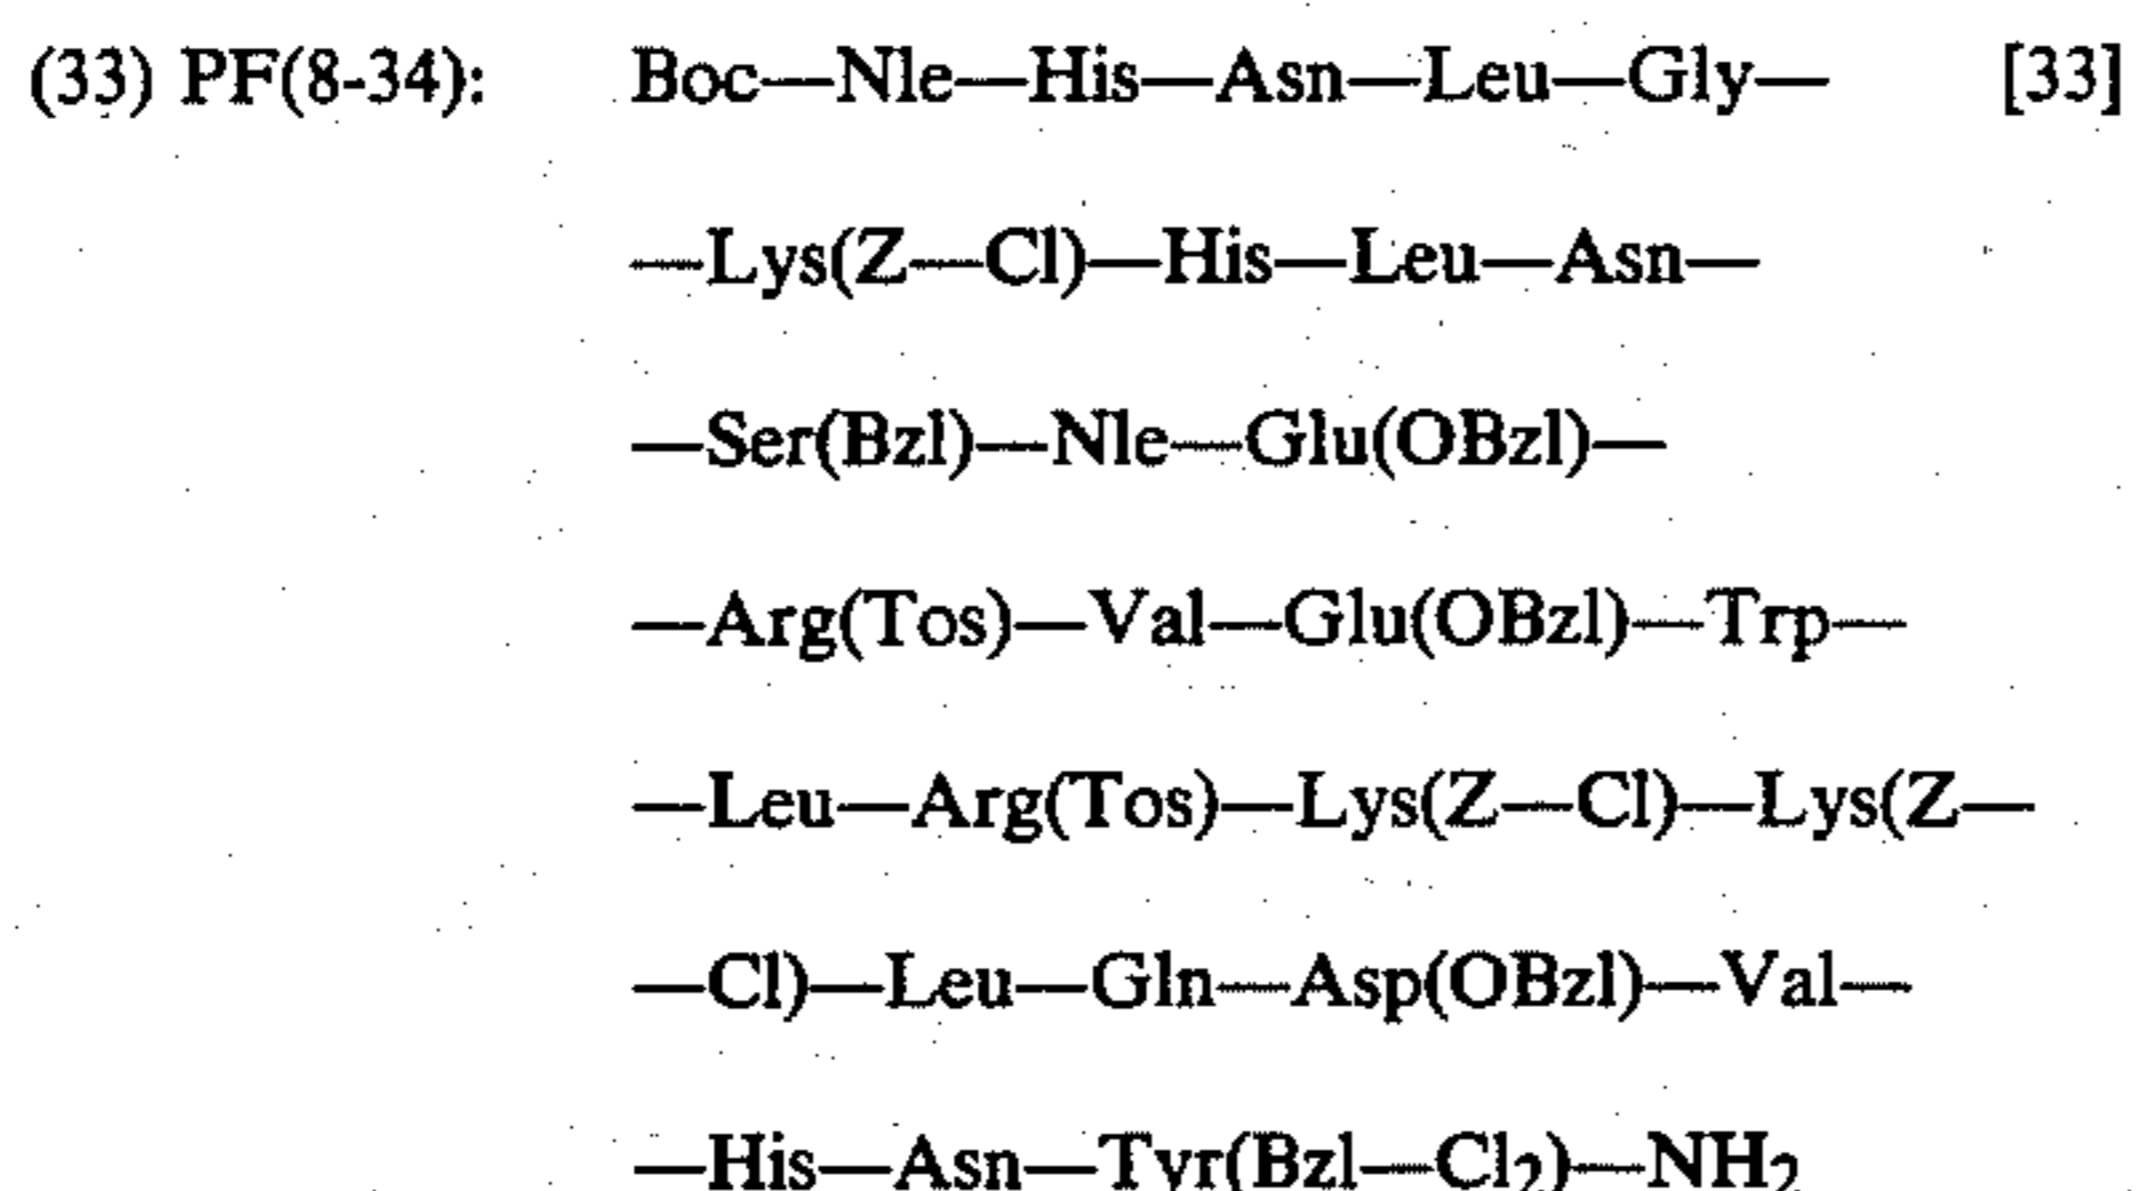 (33) PF(8-34): Boc—Nle—His—Asn—Leu—Gly— [33]
—Lys(Z—Cl)—His—Leu—Asn—
—Ser(Bzl)—Nle—Glu(OBzl)—
—Arg(Tos)—Val—Glu(OBzl)—Trp—
—Leu—Arg(Tos)—Lys(Z—Cl)—Lys(Z—
—Cl)—Leu—Gln—Asp(OBzl)—Val—
—His—Asn—Tyr(Bzl—Cl₂)—NH₂